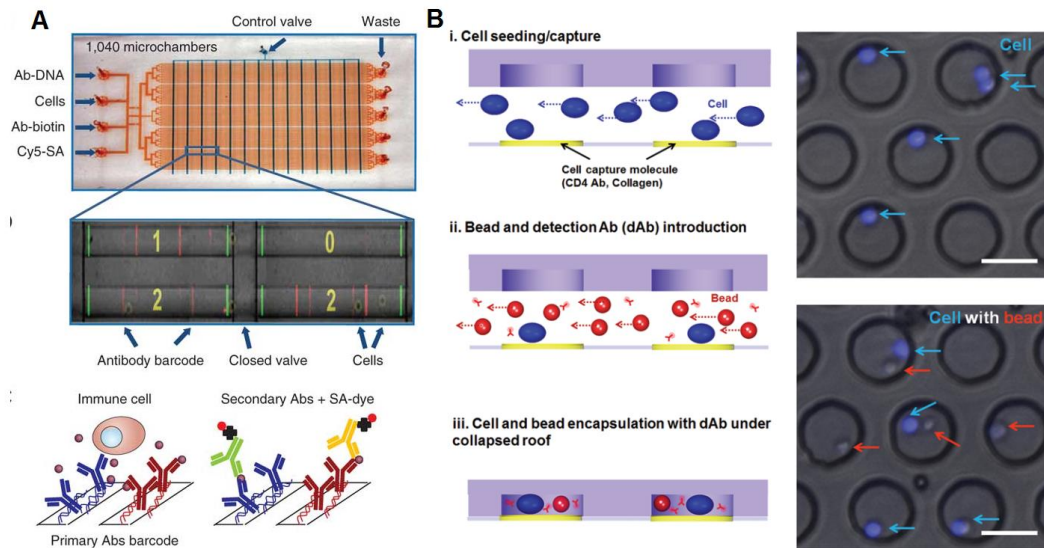 A
Control valve
Waste
1,040 microchambers
Ab-DNA
Cells
Ab-biotin
Cy5-SA
1
0
2
2
Antibody barcode
Closed valve
Cells
Immune cell
Secondary Abs + SA-dye
Primary Abs barcode
B
i. Cell seeding/capture
Cell
Cell capture molecule
(CD4 Ab, Collagen)
ii. Bead and detection Ab (dAb) introduction
Bead
iii. Cell and bead encapsulation with dAb under
collapsed roof
Cell
Cell with bead